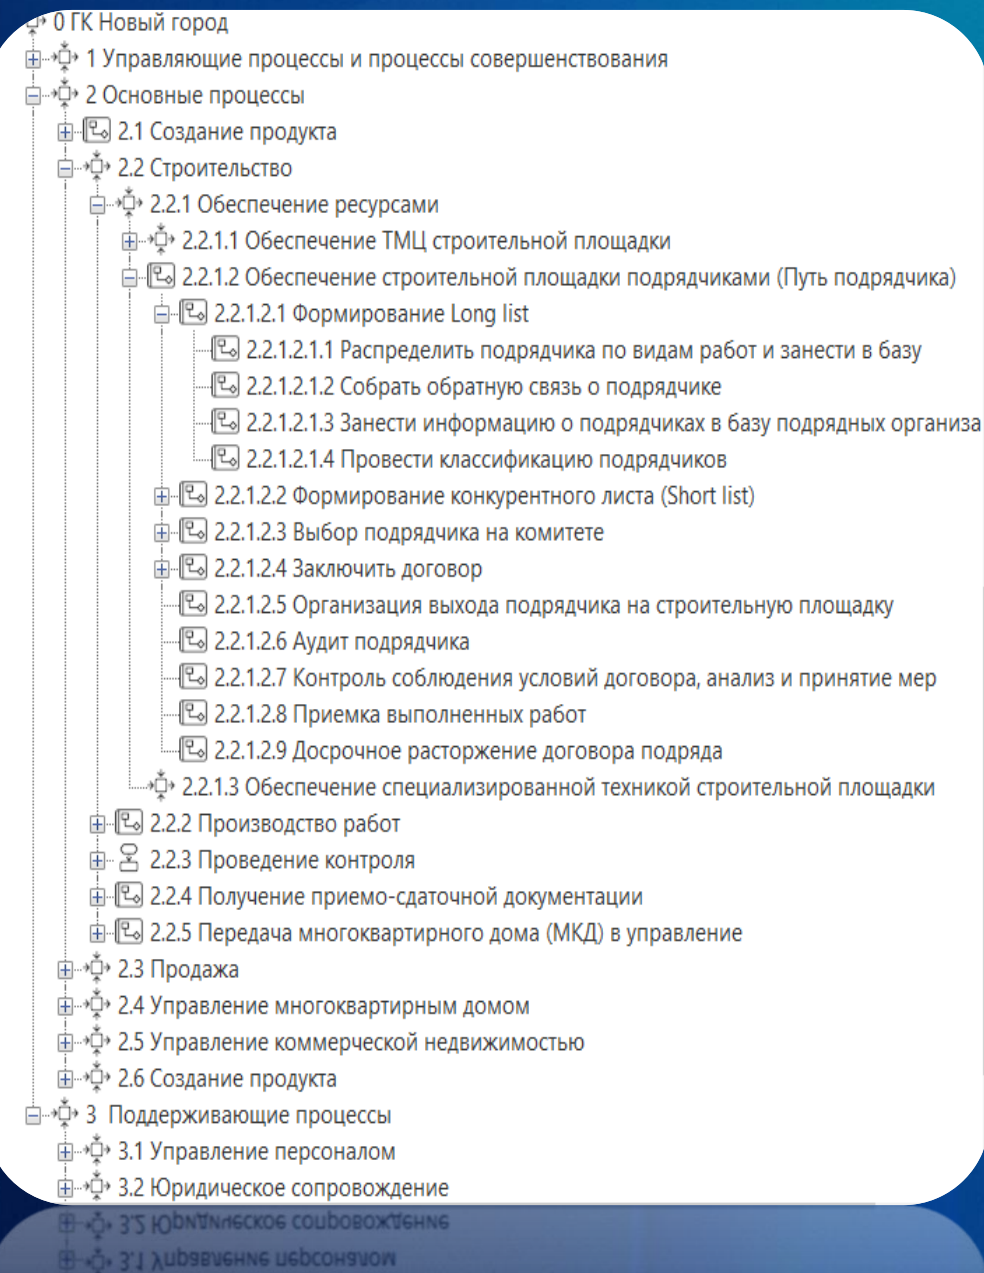 0 ГК Новый город
1 Управляющие процессы и процессы совершенствования
2 Основные процессы
2.1 Создание продукта
2.2 Строительство
2.2.1 Обеспечение ресурсами
2.2.1.1 Обеспечение ТМЦ строительной площадки
2.2.1.2 Обеспечение строительной площадки подрядчиками (Путь подрядчика)
2.2.1.2.1 Формирование Long list
2.2.1.2.1.1 Распределить подрядчика по видам работ и занести в базу
2.2.1.2.1.2 Собрать обратную связь о подрядчике
2.2.1.2.1.3 Занести информацию о подрядчиках в базу подрядных организа
2.2.1.2.1.4 Провести классификацию подрядчиков
2.2.1.2.2 Формирование конкурентного листа (Short list)
2.2.1.2.3 Выбор подрядчика на комитете
2.2.1.2.4 Заключить договор
2.2.1.2.5 Организация выхода подрядчика на строительную площадку
2.2.1.2.6 Аудит подрядчика
2.2.1.2.7 Контроль соблюдения условий договора, анализ и принятие мер
2.2.1.2.8 Приемка выполненных работ
2.2.1.2.9 Досрочное расторжение договора подряда
2.2.1.3 Обеспечение специализированной техникой строительной площадки
2.2.2 Производство работ
2.2.3 Проведение контроля
2.2.4 Получение приемо-сдаточной документации
2.2.5 Передача многоквартирного дома (МКД) в управление
2.3 Продажа
2.4 Управление многоквартирным домом
2.5 Управление коммерческой недвижимостью
2.6 Создание продукта
3 Поддерживающие процессы
3.1 Управление персоналом
3.2 Юридическое сопровождение